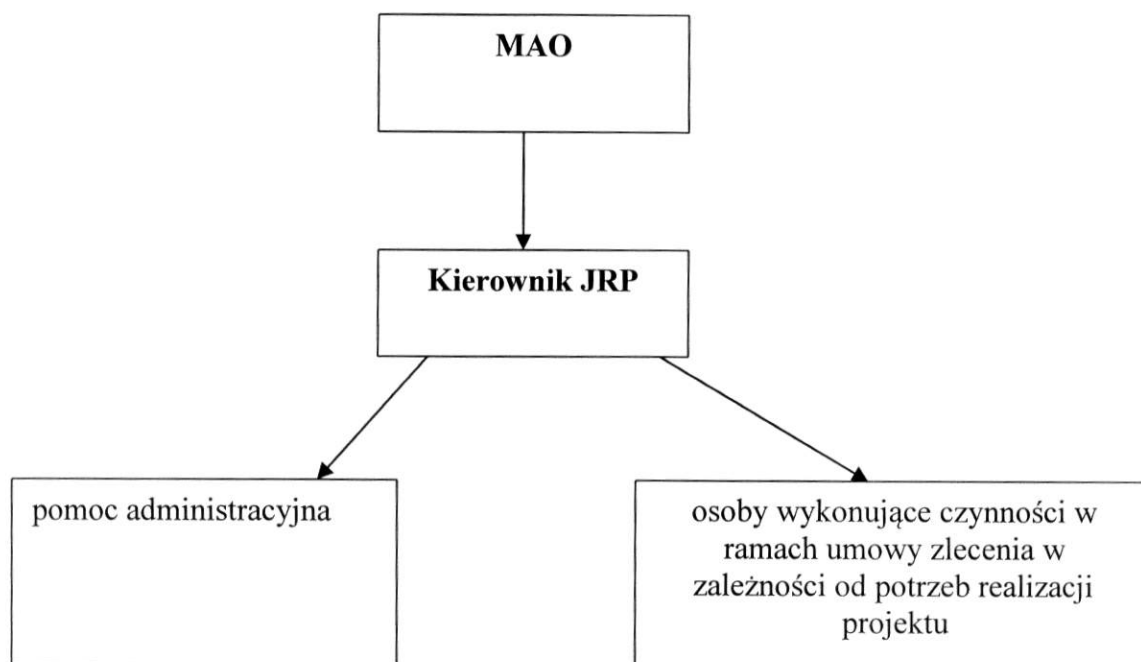 MAO
Kierownik JRP
pomoc administracyjna
osoby wykonujące czynności w
ramach umowy zlecenia w
zależności od potrzeb realizacji
projektu